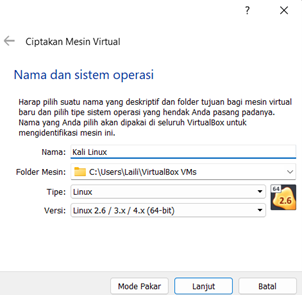 ?
Ciptakan Mesin Virtual
Nama dan sistem operasi
Harap pilih suatu nama yang deskriptif dan folder tujuan bagi mesin virtual
baru dan pilih tipe sistem operasi yang hendak Anda pasang padanya.
Nama yang Anda pilih akan dipakai di seluruh VirtualBox untuk
mengidentifikasi mesin ini.
Nama: Kali Linux
Folder Mesin: C:\Users\Laili\VirtualBox VMs
Tipe: Linux
64
Versi: Linux 2.6 / 3.x / 4.x (64-bit)
2.6
Mode Pakar Lanjut Batal